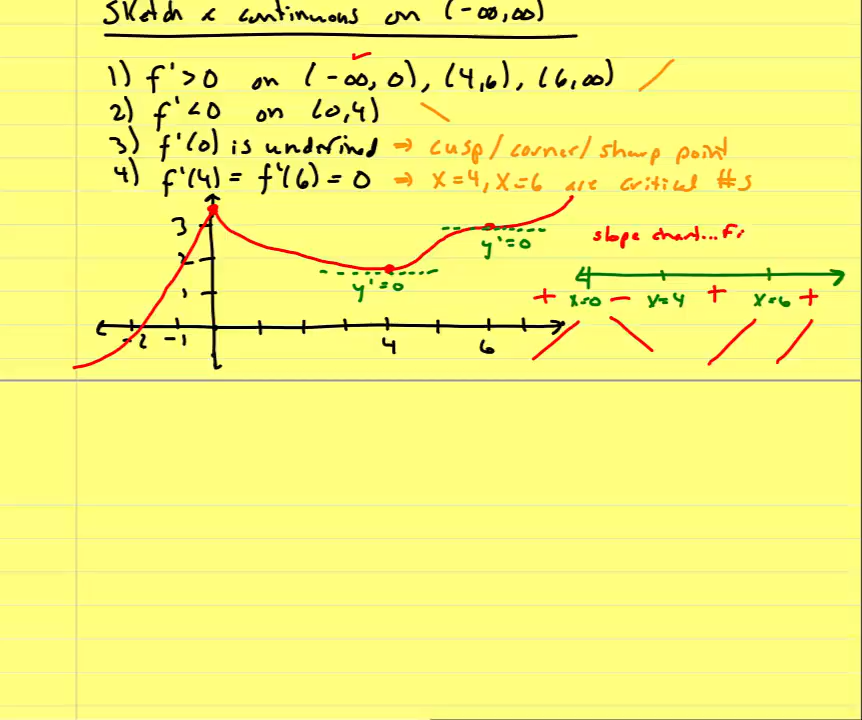 Sketch a continuous on (-∞,∞)
1) f'>0 on (-∞, 0), (4,6), (6,∞)
2) f'<0 on (0,4)
3) f'(0) is undefined → cusp/corner/sharp point
4) f'(4) = f'(6) = 0 → x=4, x=6 are critical #s
3
2
1
-2 -1 4 6
y'=0
y'=0
slope chart...f'
+ x=0 - x=4 + x=6 +